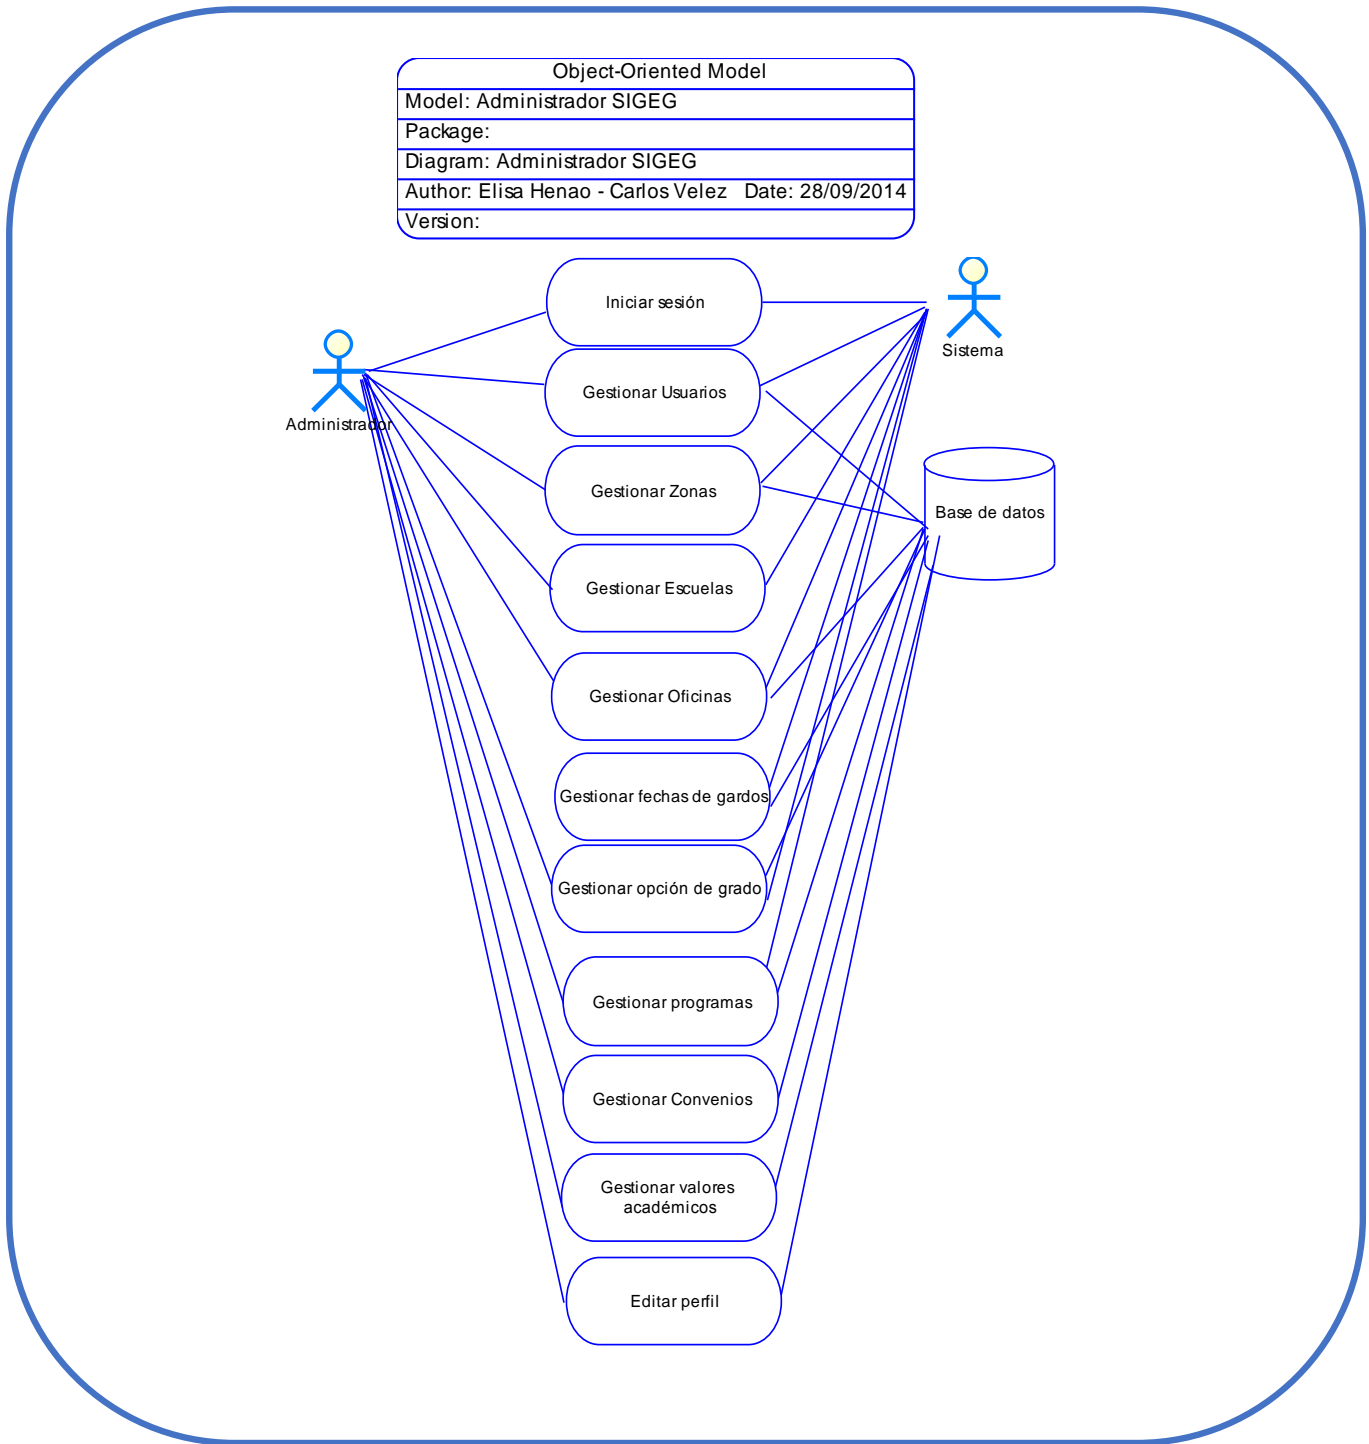 Object-Oriented Model
Model: Administrador SIGEG
Package:
Diagram: Administrador SIGEG
Author: Elisa Henao - Carlos Velez Date: 28/09/2014
Version:
Iniciar sesión
Sistema
Gestionar Usuarios
Administrador
Gestionar Zonas
Base de datos
Gestionar Escuelas
Gestionar Oficinas
Gestionar fechas de gardos
Gestionar opción de grado
Gestionar programas
Gestionar Convenios
Gestionar valores
académicos
Editar perfil